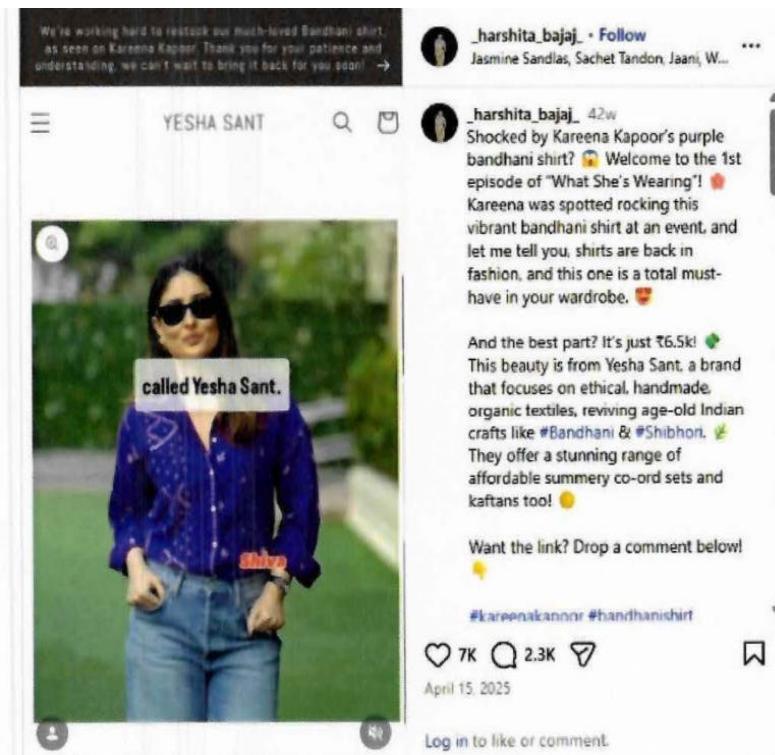 We're working hard to restock our much-loved Bandhani shirt,
as seen on Kareena Kapoor. Thank you for your patience and
understanding, we can't wait to bring it back for you soon! →
YESHA SANT
called Yesha Sant.
Shiva
_harshita_bajaj_ • Follow
Jasmine Sandlas, Sachet Tandon, Jaani, W...
_harshita_bajaj_ 42w
Shocked by Kareena Kapoor's purple
bandhani shirt? 😱 Welcome to the 1st
episode of "What She's Wearing"! 🌺
Kareena was spotted rocking this
vibrant bandhani shirt at an event, and
let me tell you, shirts are back in
fashion, and this one is a total must-
have in your wardrobe. 😍
And the best part? It's just ₹6.5k! 💸
This beauty is from Yesha Sant, a brand
that focuses on ethical, handmade,
organic textiles, reviving age-old Indian
crafts like #Bandhani & #Shibhori. 🌿
They offer a stunning range of
affordable summery co-ord sets and
kaftans too! 🟡
Want the link? Drop a comment below!
👇
#kareenakapoor #bandhanishirt
7K 2.3K
April 15, 2025
Log in to like or comment.